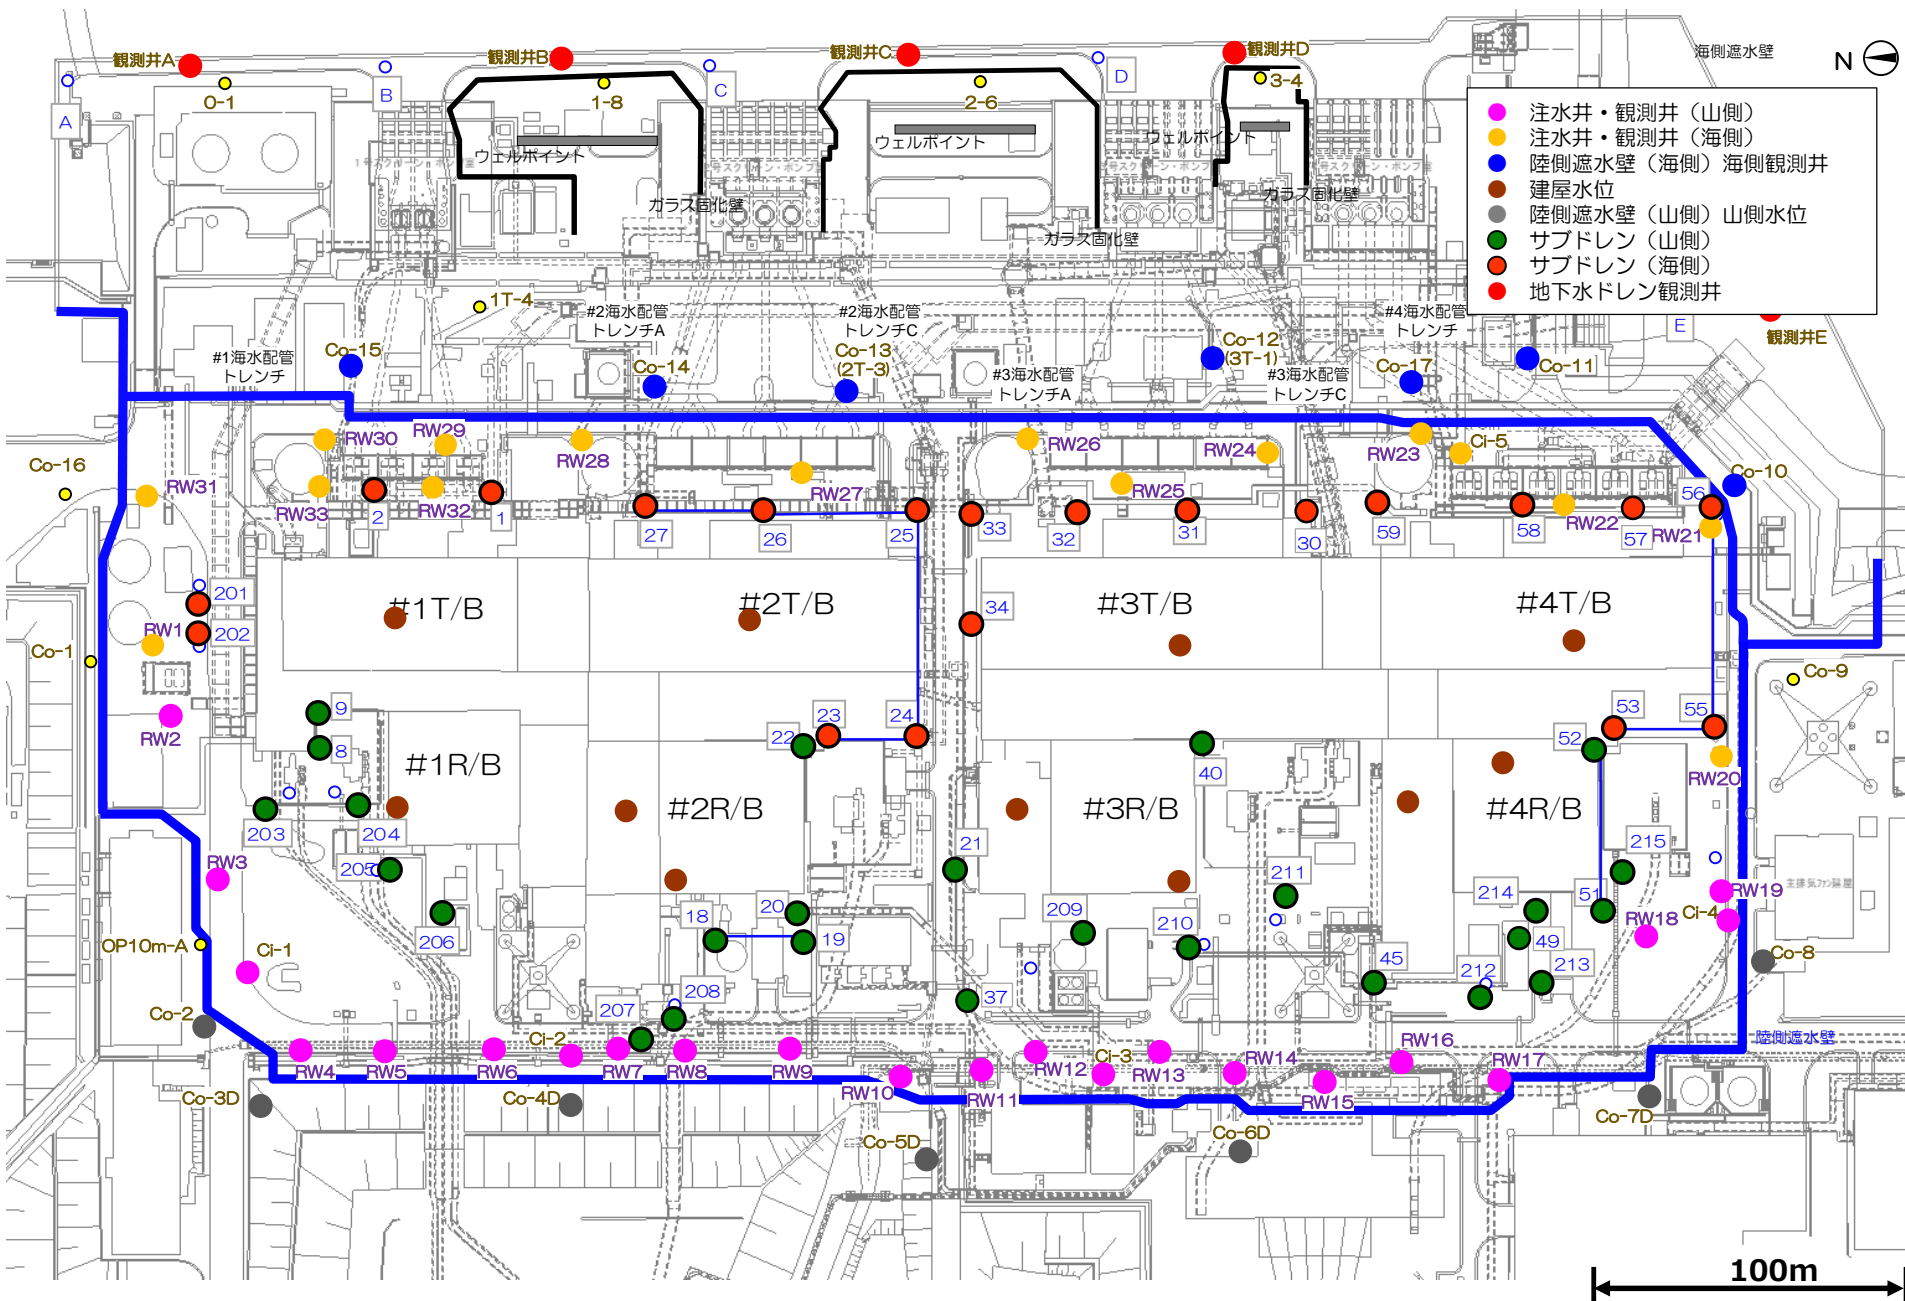 観測井A
観測井B
観測井C
観測井D
海側遮水壁
N
A
O-1
B
1-8
C
2-6
D
3-4
注水井・観測井（山側）
注水井・観測井（海側）
陸側遮水壁（海側）海側観測井
建屋水位
陸側遮水壁（山側）山側水位
サブドレン（山側）
サブドレン（海側）
地下水ドレン観測井
ウェルポイント
ウェルポイント
ウェルポイント
ガラス固化壁
ガラス固化壁
ガラス固化壁
1T-4
#2海水配管
トレンチA
#2海水配管
トレンチC
#4海水配管
トレンチ
E
観測井E
#1海水配管
トレンチ
Co-15
Co-14
Co-13
(2T-3)
#3海水配管
トレンチA
Co-12
(3T-1)
#3海水配管
トレンチC
Co-17
Co-11
RW30
RW29
RW28
RW26
RW24
RW23
Ci-5
Co-16
RW31
RW33
2
RW32
1
27
26
RW27
25
33
32
RW25
31
30
59
58
RW22
57
56
RW21
Co-10
201
202
RW1
Co-1
#1T/B
#2T/B
34
#3T/B
#4T/B
Co-9
RW2
9
8
#1R/B
22
23
24
#2R/B
40
#3R/B
52
53
55
#4R/B
RW20
203
204
205
206
RW3
21
211
215
214
主排気ファン建屋
RW19
Ci-4
RW18
18
20
19
209
210
51
49
OP10m-A
Ci-1
45
212
213
Co-8
Co-2
207
208
37
陸側遮水壁
RW4
RW5
RW6
Ci-2
RW7
RW8
RW9
RW10
RW11
RW12
Ci-3
RW13
RW14
RW15
RW16
RW17
Co-3D
Co-4D
Co-5D
Co-6D
Co-7D
100m